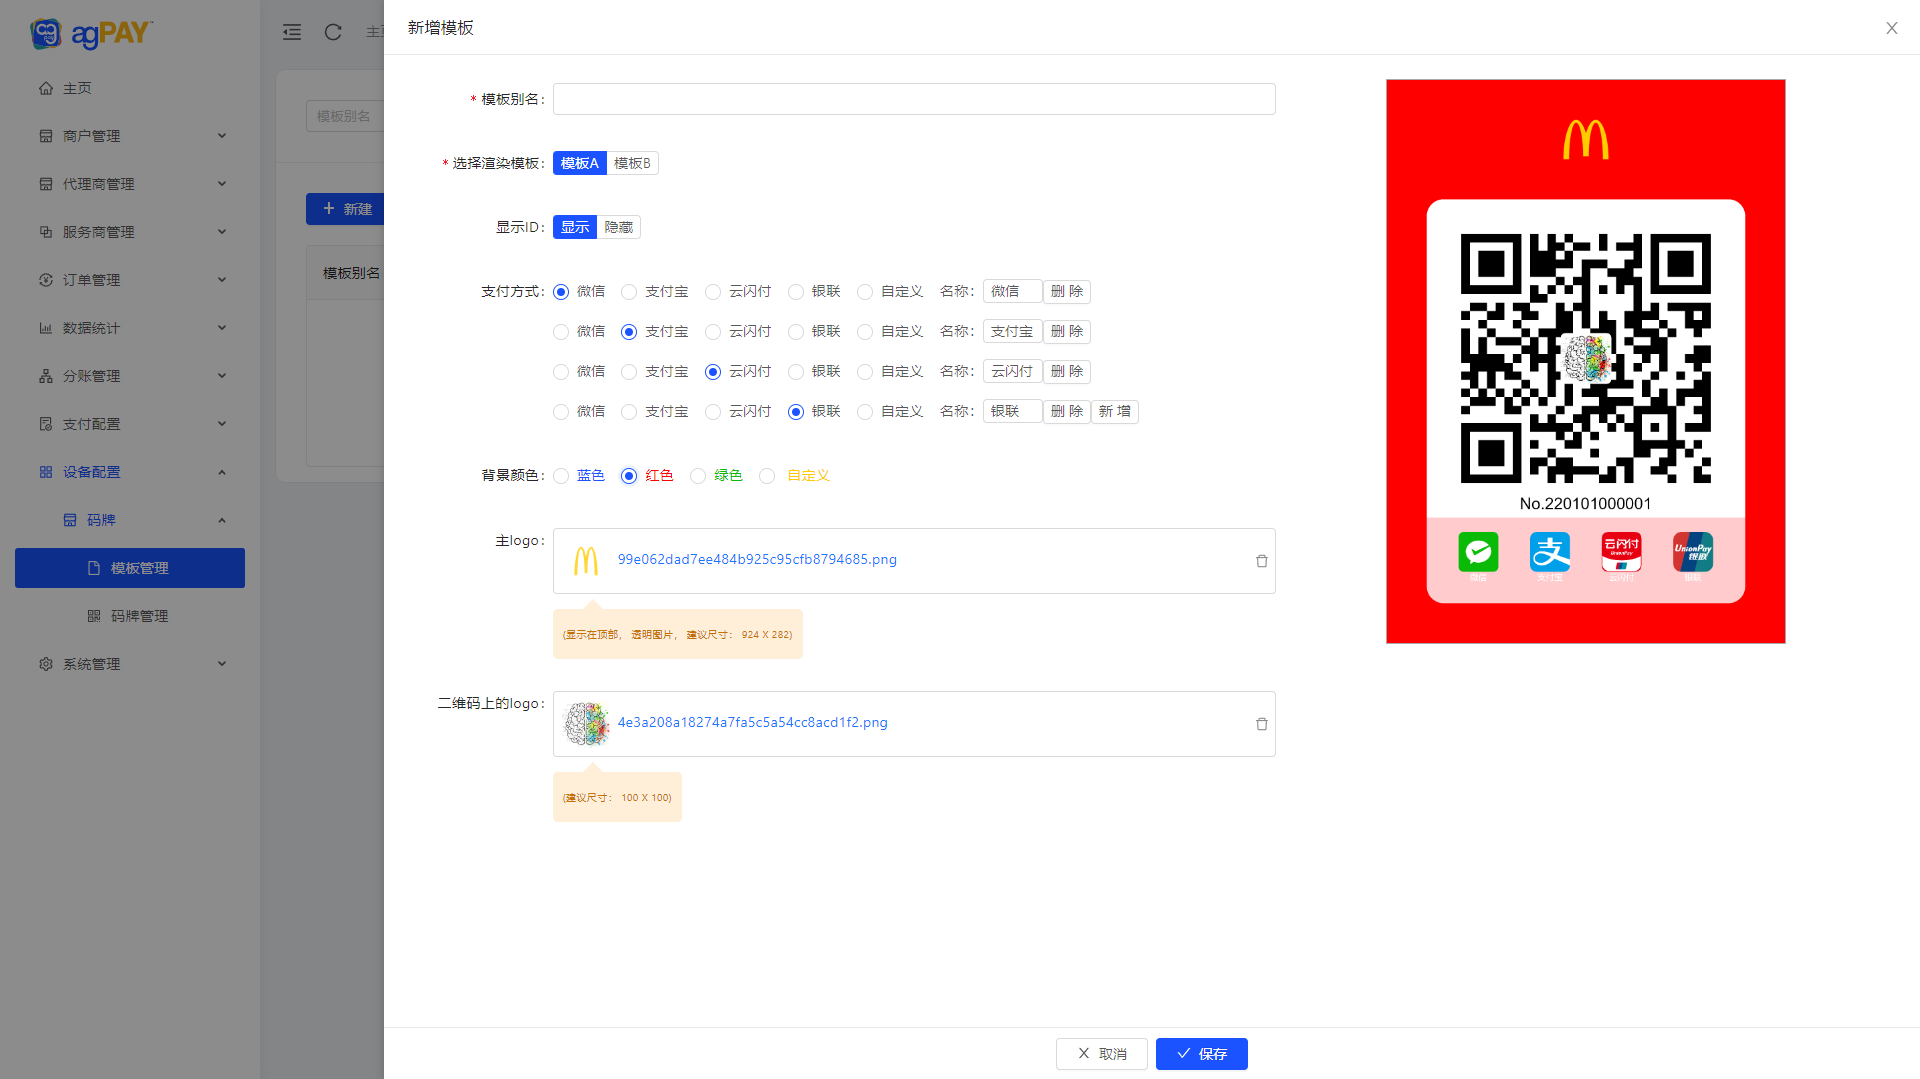 agPAY
主页
商户管理
代理商管理
服务商管理
订单管理
数据统计
分账管理
支付配置
设备配置
码牌
模板管理
码牌管理
系统管理
模板别名
新建
模板别名
新增模板
* 模板别名:
* 选择渲染模板: 模板A 模板B
显示ID: 显示 隐藏
支付方式: 微信 支付宝 云闪付 银联 自定义 名称: 微信 删 除
微信 支付宝 云闪付 银联 自定义 名称: 支付宝 删 除
微信 支付宝 云闪付 银联 自定义 名称: 云闪付 删 除
微信 支付宝 云闪付 银联 自定义 名称: 银联 删 除 新 增
背景颜色: 蓝色 红色 绿色 自定义
主logo: 99e062dad7ee484b925c95cfb8794685.png
(显示在顶部， 透明图片， 建议尺寸： 924 X 282)
二维码上的logo: 4e3a208a18274a7fa5c5a54cc8acd1f2.png
(建议尺寸： 100 X 100)
No.220101000001
支 云闪付 UnionPay UnionPay 银联
微信 支付宝 云闪付 银联
取消 保存